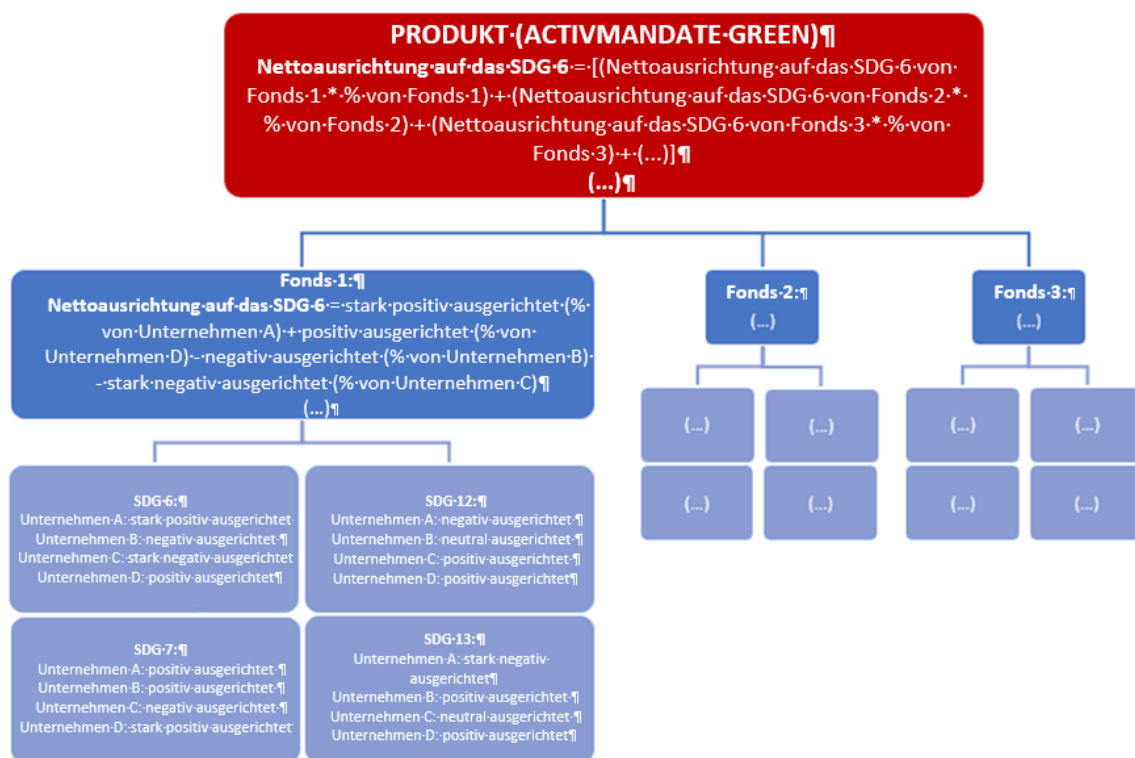 PRODUKT·(ACTIVMANDATE·GREEN)¶
Nettoausrichtung·auf·das·SDG·6·=·[(Nettoausrichtung·auf·das·SDG·6·von·
Fonds·1·*·%·von·Fonds·1)·+·(Nettoausrichtung·auf·das·SDG·6·von·Fonds·2·*·
%·von·Fonds·2)·+·(Nettoausrichtung·auf·das·SDG·6·von·Fonds·3·*·%·von·
Fonds·3)·+·(...)]¶
(...)¶
Fonds·1:¶
Nettoausrichtung·auf·das·SDG·6·=·stark·positiv·ausgerichtet·(%·
von·Unternehmen·A)·+·positiv·ausgerichtet·(%·von·
Unternehmen·D)·-·negativ·ausgerichtet·(%·von·Unternehmen·B)·
-·stark·negativ·ausgerichtet·(%·von·Unternehmen·C)¶
(...)¶
Fonds·2:¶
(...)
Fonds·3:¶
(...)
(...)
(...)
(...)
(...)
(...)
(...)
(...)
(...)
SDG·6:¶
Unternehmen·A:·stark·positiv·ausgerichtet·
Unternehmen·B:·negativ·ausgerichtet·¶
Unternehmen·C:·stark·negativ·ausgerichtet
Unternehmen·D:·positiv·ausgerichtet¶
SDG·12:¶
Unternehmen·A:·negativ·ausgerichtet·¶
Unternehmen·B:·neutral·ausgerichtet·¶
Unternehmen·C:·positiv·ausgerichtet·¶
Unternehmen·D:·positiv·ausgerichtet¶
SDG·7:¶
Unternehmen·A:·positiv·ausgerichtet·¶
Unternehmen·B:·positiv·ausgerichtet·¶
Unternehmen·C:·negativ·ausgerichtet·¶
Unternehmen·D:·stark·positiv·ausgerichtet
SDG·13:¶
Unternehmen·A:·stark·negativ·
ausgerichtet¶
Unternehmen·B:·positiv·ausgerichtet·¶
Unternehmen·C:·neutral·ausgerichtet·¶
Unternehmen·D:·positiv·ausgerichtet¶